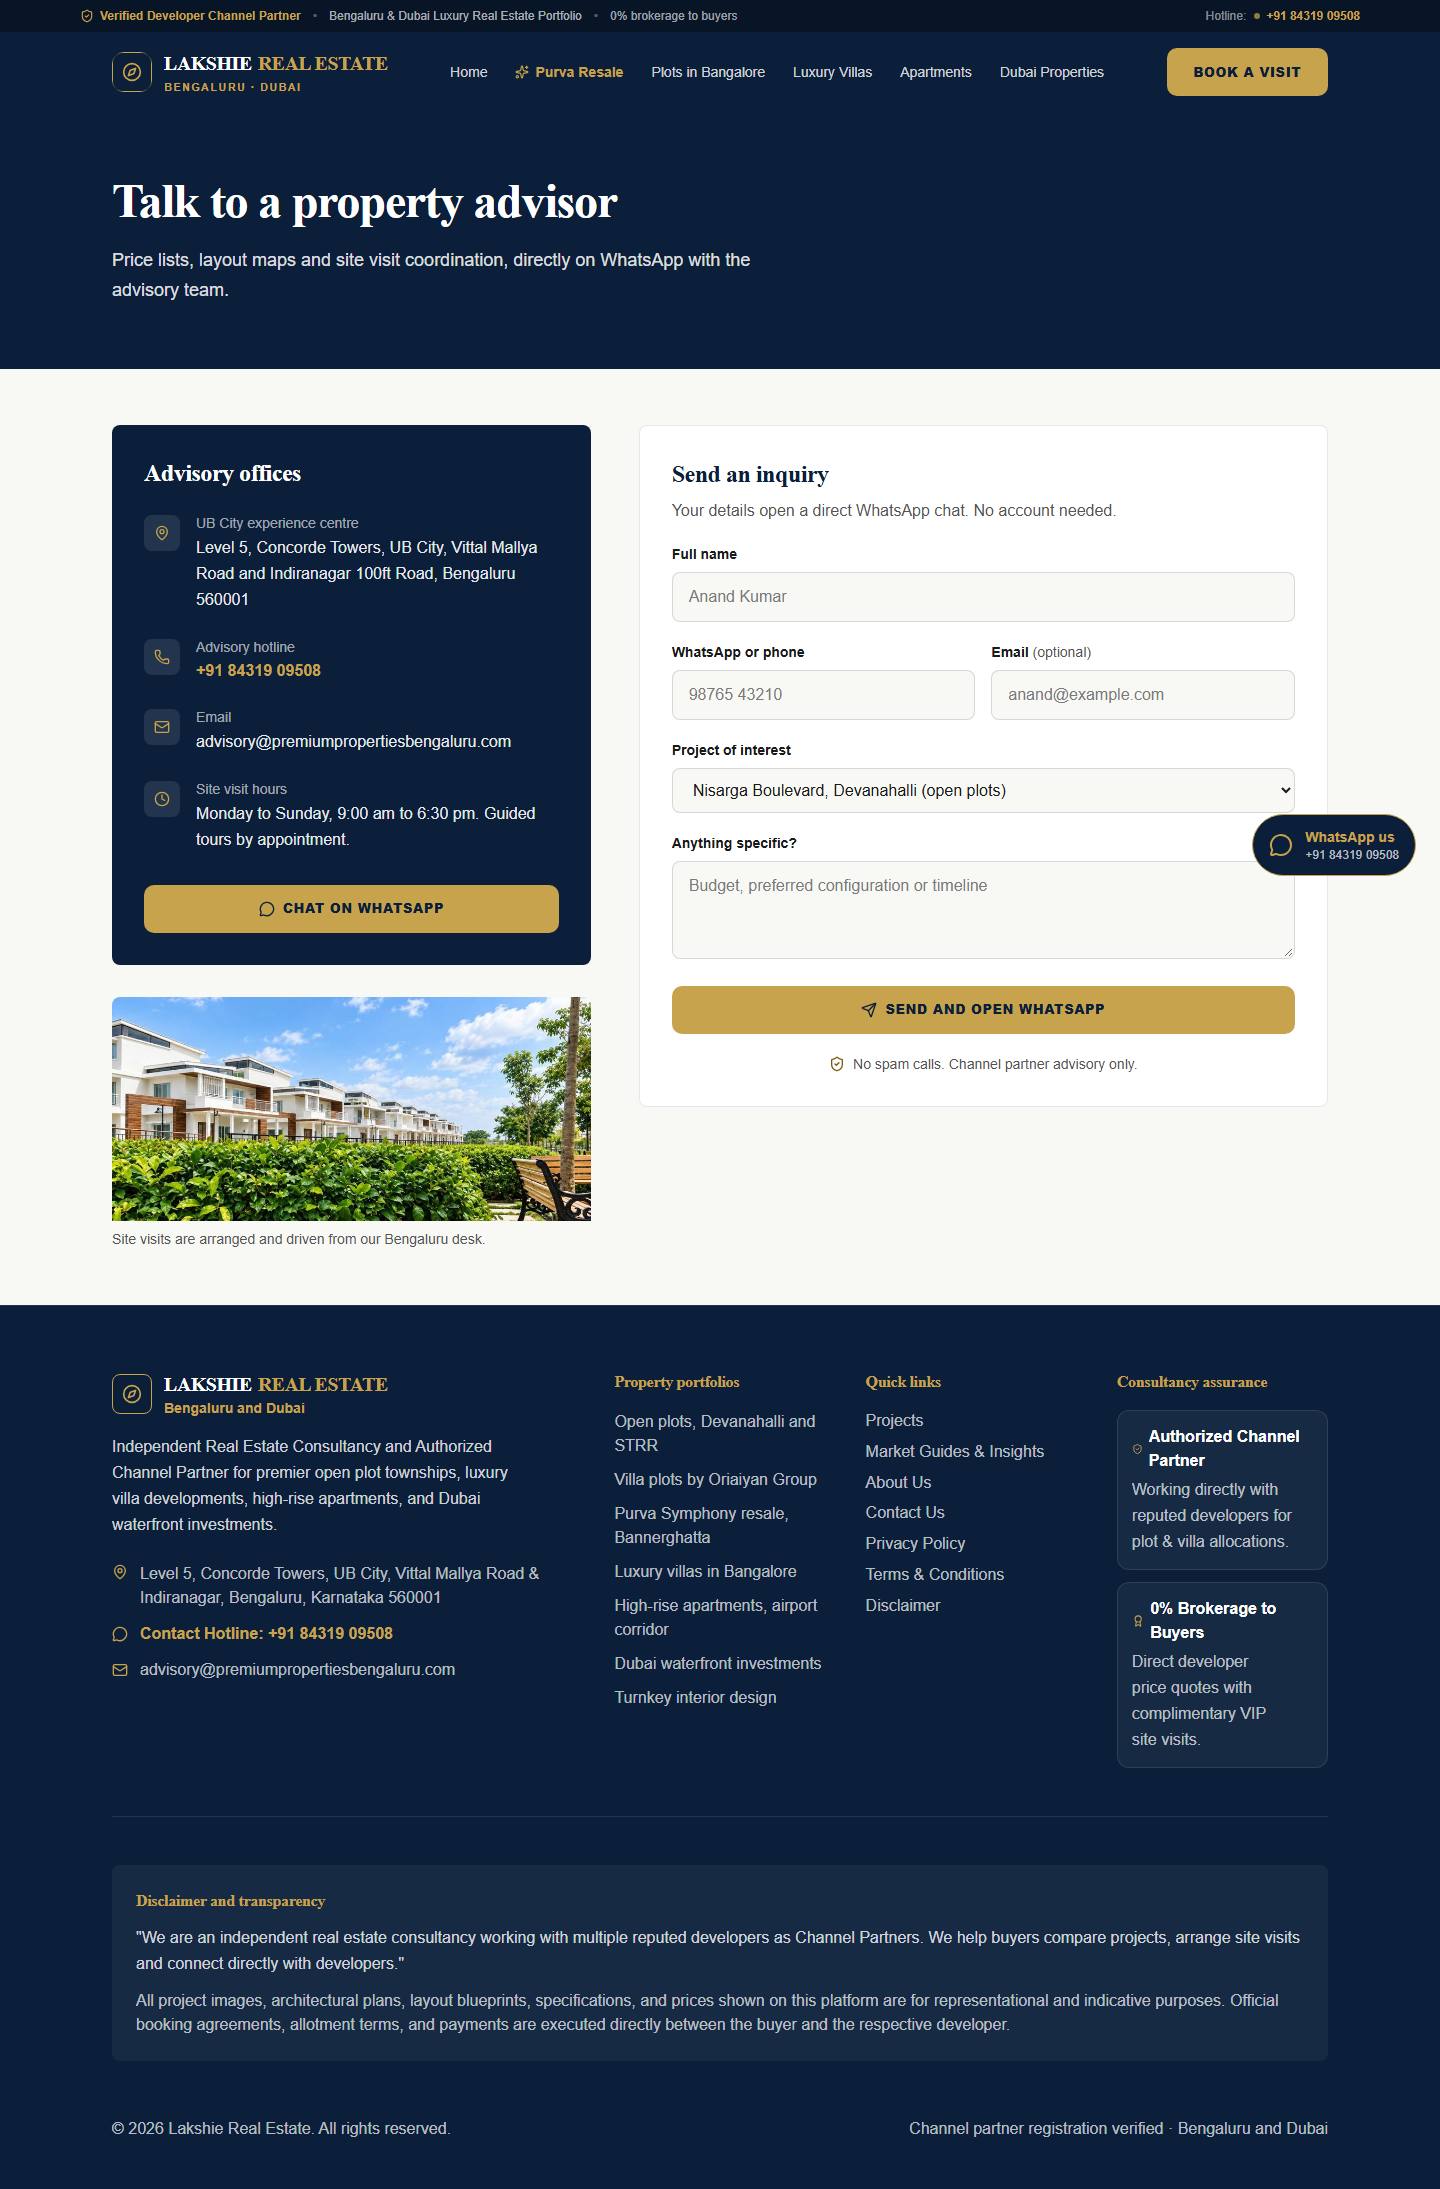 Verified Developer Channel Partner • Bengaluru & Dubai Luxury Real Estate Portfolio • 0% brokerage to buyers
Hotline: • +91 84319 09508
LAKSHIE REAL ESTATE
BENGALURU • DUBAI
Home
Purva Resale
Plots in Bangalore
Luxury Villas
Apartments
Dubai Properties
BOOK A VISIT
Talk to a property advisor
Price lists, layout maps and site visit coordination, directly on WhatsApp with the
advisory team.
Advisory offices
UB City experience centre
Level 5, Concorde Towers, UB City, Vittal Mallya
Road and Indiranagar 100ft Road, Bengaluru
560001
Advisory hotline
+91 84319 09508
Email
advisory@premiumpropertiesbengaluru.com
Site visit hours
Monday to Sunday, 9:00 am to 6:30 pm. Guided
tours by appointment.
CHAT ON WHATSAPP
Site visits are arranged and driven from our Bengaluru desk.
Send an inquiry
Your details open a direct WhatsApp chat. No account needed.
Full name
Anand Kumar
WhatsApp or phone
98765 43210
Email (optional)
anand@example.com
Project of interest
Nisarga Boulevard, Devanahalli (open plots)
Anything specific?
Budget, preferred configuration or timeline
WhatsApp us
+91 84319 09508
SEND AND OPEN WHATSAPP
No spam calls. Channel partner advisory only.
LAKSHIE REAL ESTATE
Bengaluru and Dubai
Independent Real Estate Consultancy and Authorized
Channel Partner for premier open plot townships, luxury
villa developments, high-rise apartments, and Dubai
waterfront investments.
Level 5, Concorde Towers, UB City, Vittal Mallya Road &
Indiranagar, Bengaluru, Karnataka 560001
Contact Hotline: +91 84319 09508
advisory@premiumpropertiesbengaluru.com
Property portfolios
Open plots, Devanahalli and
STRR
Villa plots by Oriaiyan Group
Purva Symphony resale,
Bannerghatta
Luxury villas in Bangalore
High-rise apartments, airport
corridor
Dubai waterfront investments
Turnkey interior design
Quick links
Projects
Market Guides & Insights
About Us
Contact Us
Privacy Policy
Terms & Conditions
Disclaimer
Consultancy assurance
Authorized Channel
Partner
Working directly with
reputed developers for
plot & villa allocations.
0% Brokerage to
Buyers
Direct developer
price quotes with
complimentary VIP
site visits.
Disclaimer and transparency
"We are an independent real estate consultancy working with multiple reputed developers as Channel Partners. We help buyers compare projects, arrange site visits
and connect directly with developers."
All project images, architectural plans, layout blueprints, specifications, and prices shown on this platform are for representational and indicative purposes. Official
booking agreements, allotment terms, and payments are executed directly between the buyer and the respective developer.
© 2026 Lakshie Real Estate. All rights reserved.
Channel partner registration verified · Bengaluru and Dubai